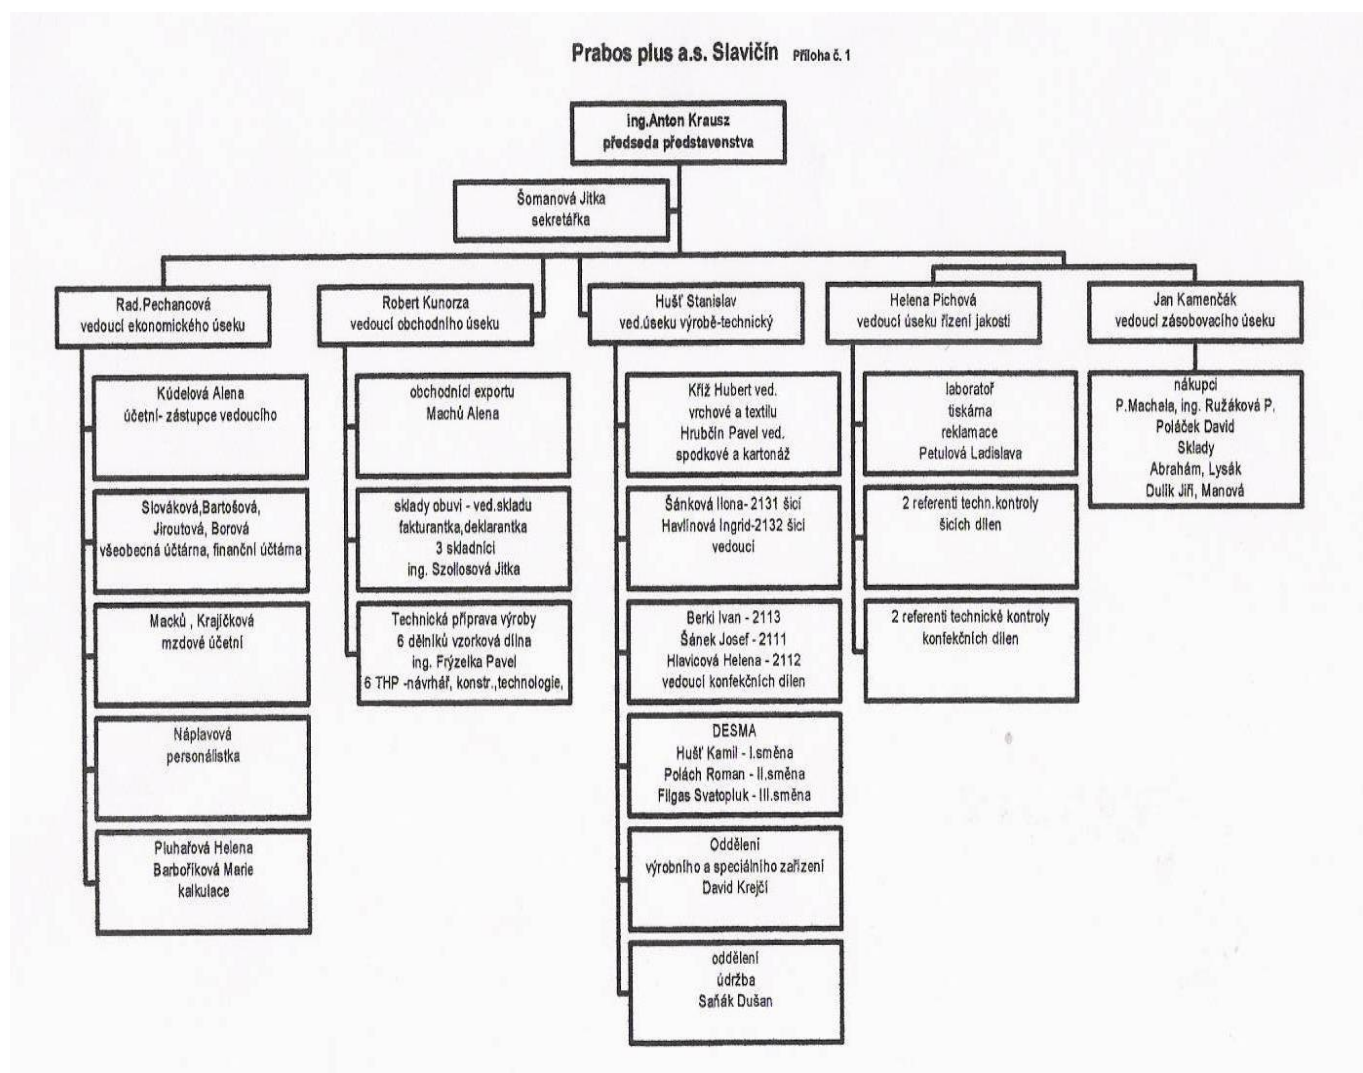 Prabos plus a.s. Slavičín Příloha č. 1
ing.Anton Krausz
předseda představenstva
Šomanová Jitka
sekretářka
Rad.Pechancová
vedoucí ekonomického úseku
Robert Kunorza
vedoucí obchodního úseku
Hušť Stanislav
ved.úseku výrobě-technický
Helena Pichová
vedoucí úseku řízení jakosti
Jan Kamenčák
vedoucí zásobovacího úseku
Kúdelová Alena
účetní- zástupce vedoucího
Slováková,Bartošová,
Jiroutová, Borová
všeobecná účtárna, finanční účtárna
Macků , Krajíčková
mzdové účetní
Náplavová
personálistka
Pluhařová Helena
Barboříková Marie
kalkulace
obchodníci exportu
Machů Alena
sklady obuvi - ved.skladu
fakturantka,deklarantka
3 skladníci
ing. Szollosová Jitka
Technická příprava výroby
6 dělníků vzorková dílna
ing. Frýzelka Pavel
6 THP -návrhář, konstr.,technologie,
Kříž Hubert ved.
vrchové a textilu
Hrubčin Pavel ved.
spodkové a kartonáž
Šánková Ilona- 2131 šicí
Havlínová Ingrid-2132 šicí
vedoucí
Berki Ivan - 2113
Šánek Josef - 2111
Hlavicová Helena - 2112
vedoucí konfekčních dílen
DESMA
Hušť Kamil - I.směna
Polách Roman - II.směna
Filgas Svatopluk - III.směna
Oddělení
výrobního a speciálního zařízení
David Krejčí
oddělení
údržba
Saňák Dušan
laboratoř
tiskárna
reklamace
Petulová Ladislava
2 referenti techn.kontroly
šicích dílen
2 referenti technické kontroly
konfekčních dílen
nákupci
P.Machala, ing. Ružáková P.
Poláček David
Sklady
Abrahám, Lysák
Dulík Jiří, Manová